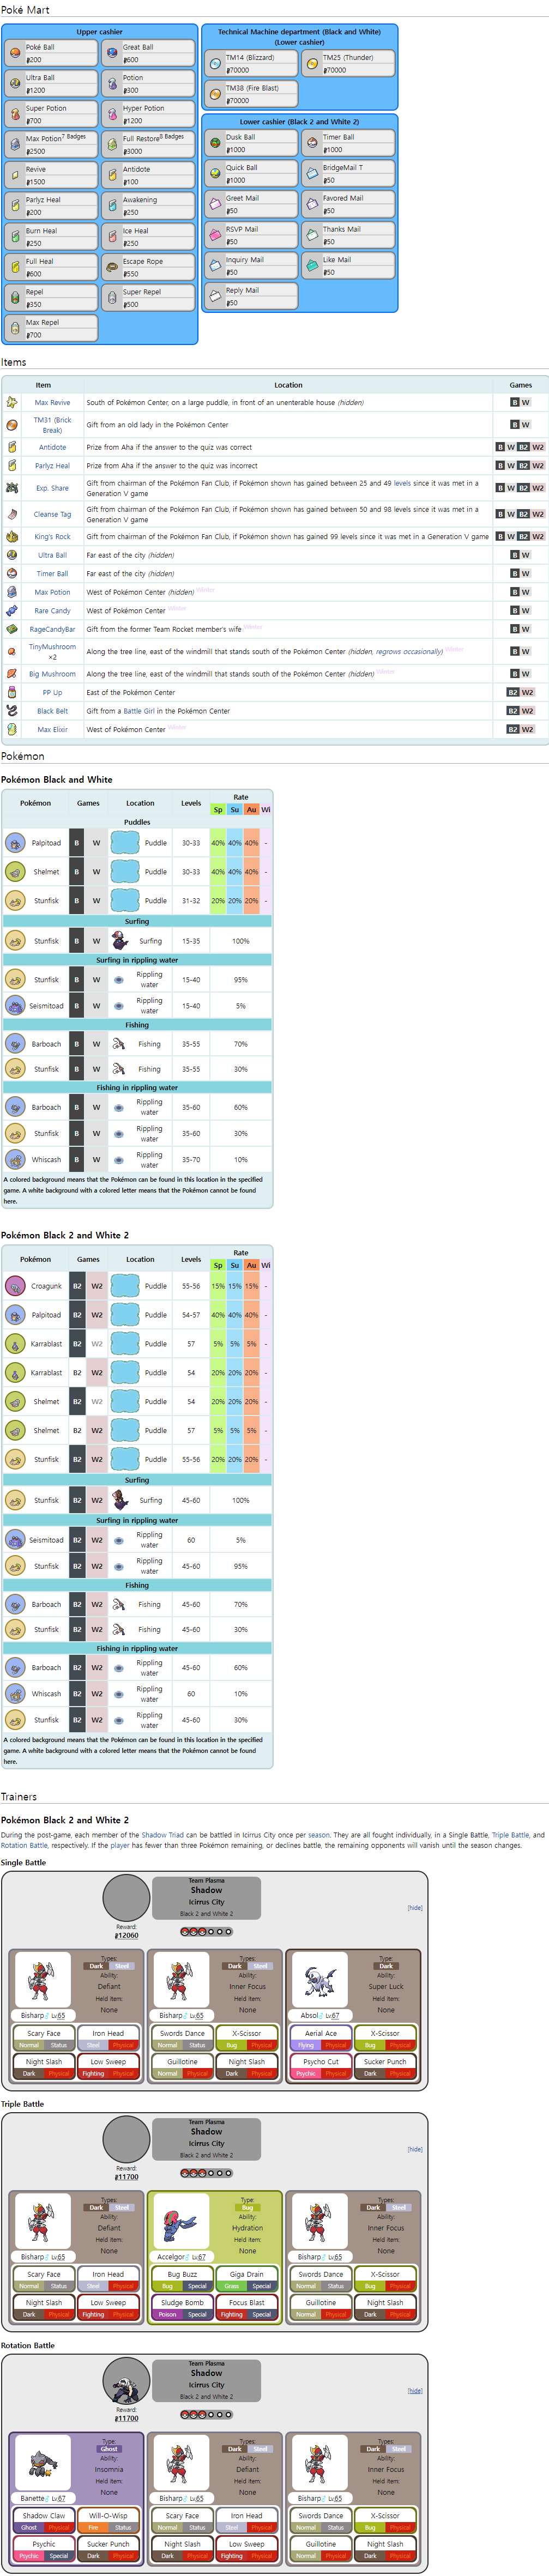 Poké Mart
Upper cashier
Poké Ball
₽200
Great Ball
₽600
Ultra Ball
₽1200
Potion
₽300
Super Potion
₽700
Hyper Potion
₽1200
Max Potion 7 Badges
₽2500
Full Restore 8 Badges
₽3000
Revive
₽1500
Antidote
₽100
Parlyz Heal
₽200
Awakening
₽250
Burn Heal
₽250
Ice Heal
₽250
Full Heal
₽600
Escape Rope
₽550
Repel
₽350
Super Repel
₽500
Max Repel
₽700
Technical Machine department (Black and White)
(Lower cashier)
TM14 (Blizzard)
₽70000
TM25 (Thunder)
₽70000
TM38 (Fire Blast)
₽70000
Lower cashier (Black 2 and White 2)
Dusk Ball
₽1000
Timer Ball
₽1000
Quick Ball
₽1000
BridgeMail T
₽50
Greet Mail
₽50
Favored Mail
₽50
RSVP Mail
₽50
Thanks Mail
₽50
Inquiry Mail
₽50
Like Mail
₽50
Reply Mail
₽50
Items
Item Location Games
Max Revive South of Pokémon Center, on a large puddle, in front of an unenterable house (hidden) B W
TM31 (Brick Break) Gift from an old lady in the Pokémon Center B W
Antidote Prize from Aha if the answer to the quiz was correct B W B2 W2
Parlyz Heal Prize from Aha if the answer to the quiz was incorrect B W B2 W2
Exp. Share Gift from chairman of the Pokémon Fan Club, if Pokémon shown has gained between 25 and 49 levels since it was met in a Generation V game B W B2 W2
Cleanse Tag Gift from chairman of the Pokémon Fan Club, if Pokémon shown has gained between 50 and 98 levels since it was met in a Generation V game B W B2 W2
King's Rock Gift from chairman of the Pokémon Fan Club, if Pokémon shown has gained 99 levels since it was met in a Generation V game B W B2 W2
Ultra Ball Far east of the city (hidden) B W
Timer Ball Far east of the city (hidden) B W
Max Potion West of Pokémon Center (hidden) Winter B W
Rare Candy West of Pokémon Center Winter B W
RageCandyBar Gift from the former Team Rocket member's wife Winter B W
TinyMushroom ×2 Along the tree line, east of the windmill that stands south of the Pokémon Center (hidden, regrows occasionally) Winter B W
Big Mushroom Along the tree line, east of the windmill that stands south of the Pokémon Center (hidden) Winter B W
PP Up East of the Pokémon Center B2 W2
Black Belt Gift from a Battle Girl in the Pokémon Center B2 W2
Max Elixir West of Pokémon Center Winter B2 W2
Pokémon
Pokémon Black and White
Pokémon Games Location Levels Rate
Sp Su Au Wi
Puddles
Palpitoad B W Puddle 30-33 40% 40% 40% -
Shelmet B W Puddle 30-33 40% 40% 40% -
Stunfisk B W Puddle 31-32 20% 20% 20% -
Surfing
Stunfisk B W Surfing 15-35 100%
Surfing in rippling water
Stunfisk B W Rippling water 15-40 95%
Seismitoad B W Rippling water 15-40 5%
Fishing
Barboach B W Fishing 35-55 70%
Stunfisk B W Fishing 35-55 30%
Fishing in rippling water
Barboach B W Rippling water 35-60 60%
Stunfisk B W Rippling water 35-60 30%
Whiscash B W Rippling water 35-70 10%
A colored background means that the Pokémon can be found in this location in the specified
game. A white background with a colored letter means that the Pokémon cannot be found
here.
Pokémon Black 2 and White 2
Pokémon Games Location Levels Rate
Sp Su Au Wi
Croagunk B2 W2 Puddle 55-56 15% 15% 15% -
Palpitoad B2 W2 Puddle 54-57 40% 40% 40% -
Karrablast B2 W2 Puddle 57 5% 5% 5% -
Karrablast B2 W2 Puddle 54 20% 20% 20% -
Shelmet B2 W2 Puddle 54 20% 20% 20% -
Shelmet B2 W2 Puddle 57 5% 5% 5% -
Stunfisk B2 W2 Puddle 55-56 20% 20% 20% -
Surfing
Stunfisk B2 W2 Surfing 45-60 100%
Surfing in rippling water
Seismitoad B2 W2 Rippling water 60 5%
Stunfisk B2 W2 Rippling water 45-60 95%
Fishing
Barboach B2 W2 Fishing 45-60 70%
Stunfisk B2 W2 Fishing 45-60 30%
Fishing in rippling water
Barboach B2 W2 Rippling water 45-60 60%
Whiscash B2 W2 Rippling water 60 10%
Stunfisk B2 W2 Rippling water 45-60 30%
A colored background means that the Pokémon can be found in this location in the specified
game. A white background with a colored letter means that the Pokémon cannot be found
here.
Trainers
Pokémon Black 2 and White 2
During the post-game, each member of the Shadow Triad can be battled in Icirrus City once per season. They are all fought individually, in a Single Battle, Triple Battle, and
Rotation Battle, respectively. If the player has fewer than three Pokémon remaining, or declines battle, the remaining opponents will vanish until the season changes.
Single Battle
Team Plasma
Shadow
Icirrus City
Black 2 and White 2
[hide]
Reward:
₽12060
Types: Types: Type:
Dark Steel Dark Steel Dark
Ability: Ability: Ability:
Defiant Inner Focus Super Luck
Held Item: Held Item: Held Item:
None None None
Bisharp♂ Lv.65 Bisharp♂ Lv.65 Absol♂ Lv.67
Scary Face Iron Head Swords Dance X-Scissor Aerial Ace X-Scissor
Normal Status Steel Physical Normal Status Bug Physical Flying Physical Bug Physical
Night Slash Low Sweep Guillotine Night Slash Psycho Cut Sucker Punch
Dark Physical Fighting Physical Normal Physical Dark Physical Psychic Physical Dark Physical
Triple Battle
Team Plasma
Shadow
Icirrus City
Black 2 and White 2
[hide]
Reward:
₽11700
Types: Type: Types:
Dark Steel Bug Dark Steel
Ability: Ability: Ability:
Defiant Hydration Inner Focus
Held Item: Held Item: Held Item:
None None None
Bisharp♂ Lv.65 Accelgor♂ Lv.67 Bisharp♂ Lv.65
Scary Face Iron Head Bug Buzz Giga Drain Swords Dance X-Scissor
Normal Status Steel Physical Bug Special Grass Special Normal Status Bug Physical
Night Slash Low Sweep Sludge Bomb Focus Blast Guillotine Night Slash
Dark Physical Fighting Physical Poison Special Fighting Special Normal Physical Dark Physical
Rotation Battle
Team Plasma
Shadow
Icirrus City
Black 2 and White 2
[hide]
Reward:
₽11700
Type: Types: Types:
Ghost Dark Steel Dark Steel
Ability: Ability: Ability:
Insomnia Defiant Inner Focus
Held Item: Held Item: Held Item:
None None None
Banette♂ Lv.67 Bisharp♂ Lv.65 Bisharp♂ Lv.65
Shadow Claw Will-O-Wisp Scary Face Iron Head Swords Dance X-Scissor
Ghost Physical Fire Status Normal Status Steel Physical Normal Status Bug Physical
Psychic Sucker Punch Night Slash Low Sweep Guillotine Night Slash
Psychic Special Dark Physical Dark Physical Fighting Physical Normal Physical Dark Physical